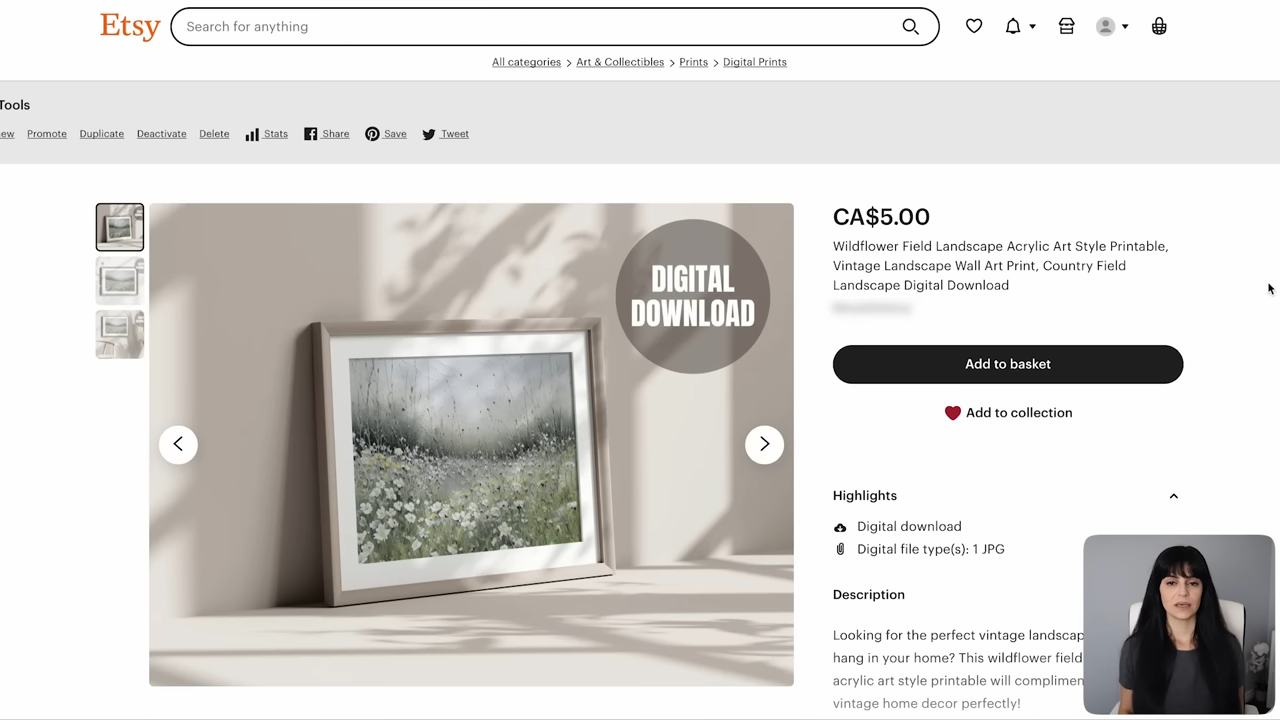 Etsy
Search for anything
All categories > Art & Collectibles > Prints > Digital Prints
Tools
ew Promote Duplicate Deactivate Delete Stats Share Save Tweet
DIGITAL
DOWNLOAD
CA$5.00
Wildflower Field Landscape Acrylic Art Style Printable,
Vintage Landscape Wall Art Print, Country Field
Landscape Digital Download
Add to basket
Add to collection
Highlights
Digital download
Digital file type(s): 1 JPG
Description
Looking for the perfect vintage landscap
hang in your home? This wildflower field
acrylic art style printable will complimen
vintage home decor perfectly!